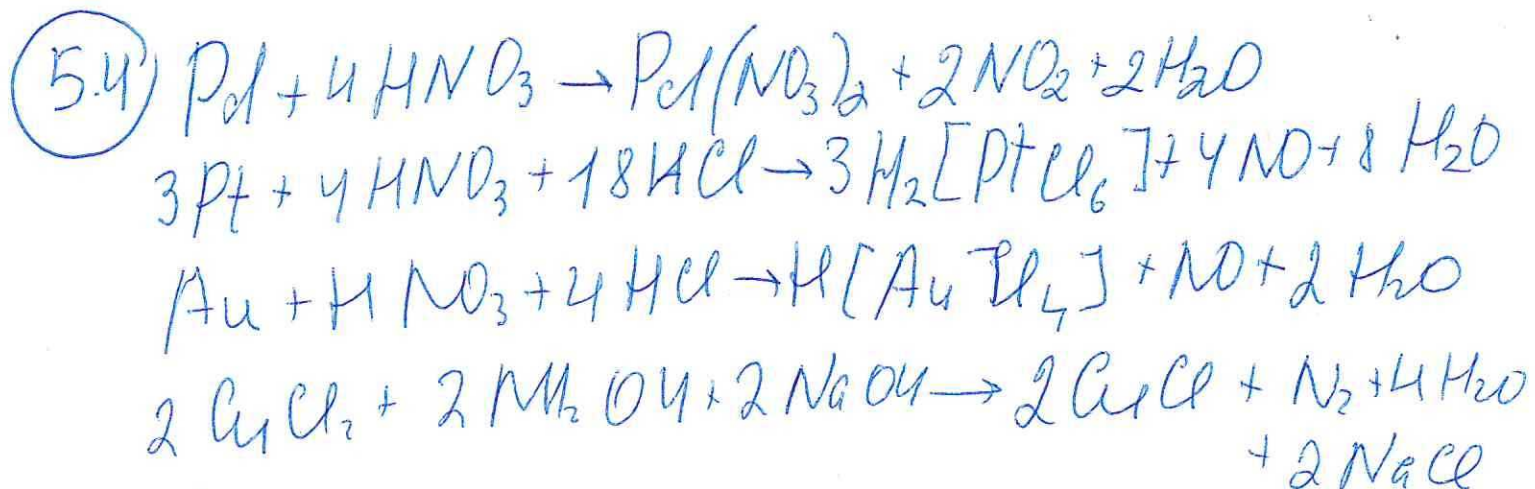 5.4) Pd + 4HNO₃ → Pd(NO₃)₂ + 2NO₂ + 2H₂O
3Pt + 4HNO₃ + 18HCl → 3H₂[PtCl₆] + 4NO + 8H₂O
Au + HNO₃ + 4HCl → H[AuCl₄] + NO + 2H₂O
2CuCl₂ + 2NH₂OH + 2NaOH → 2CuCl + N₂ + 4H₂O
+ 2NaCl